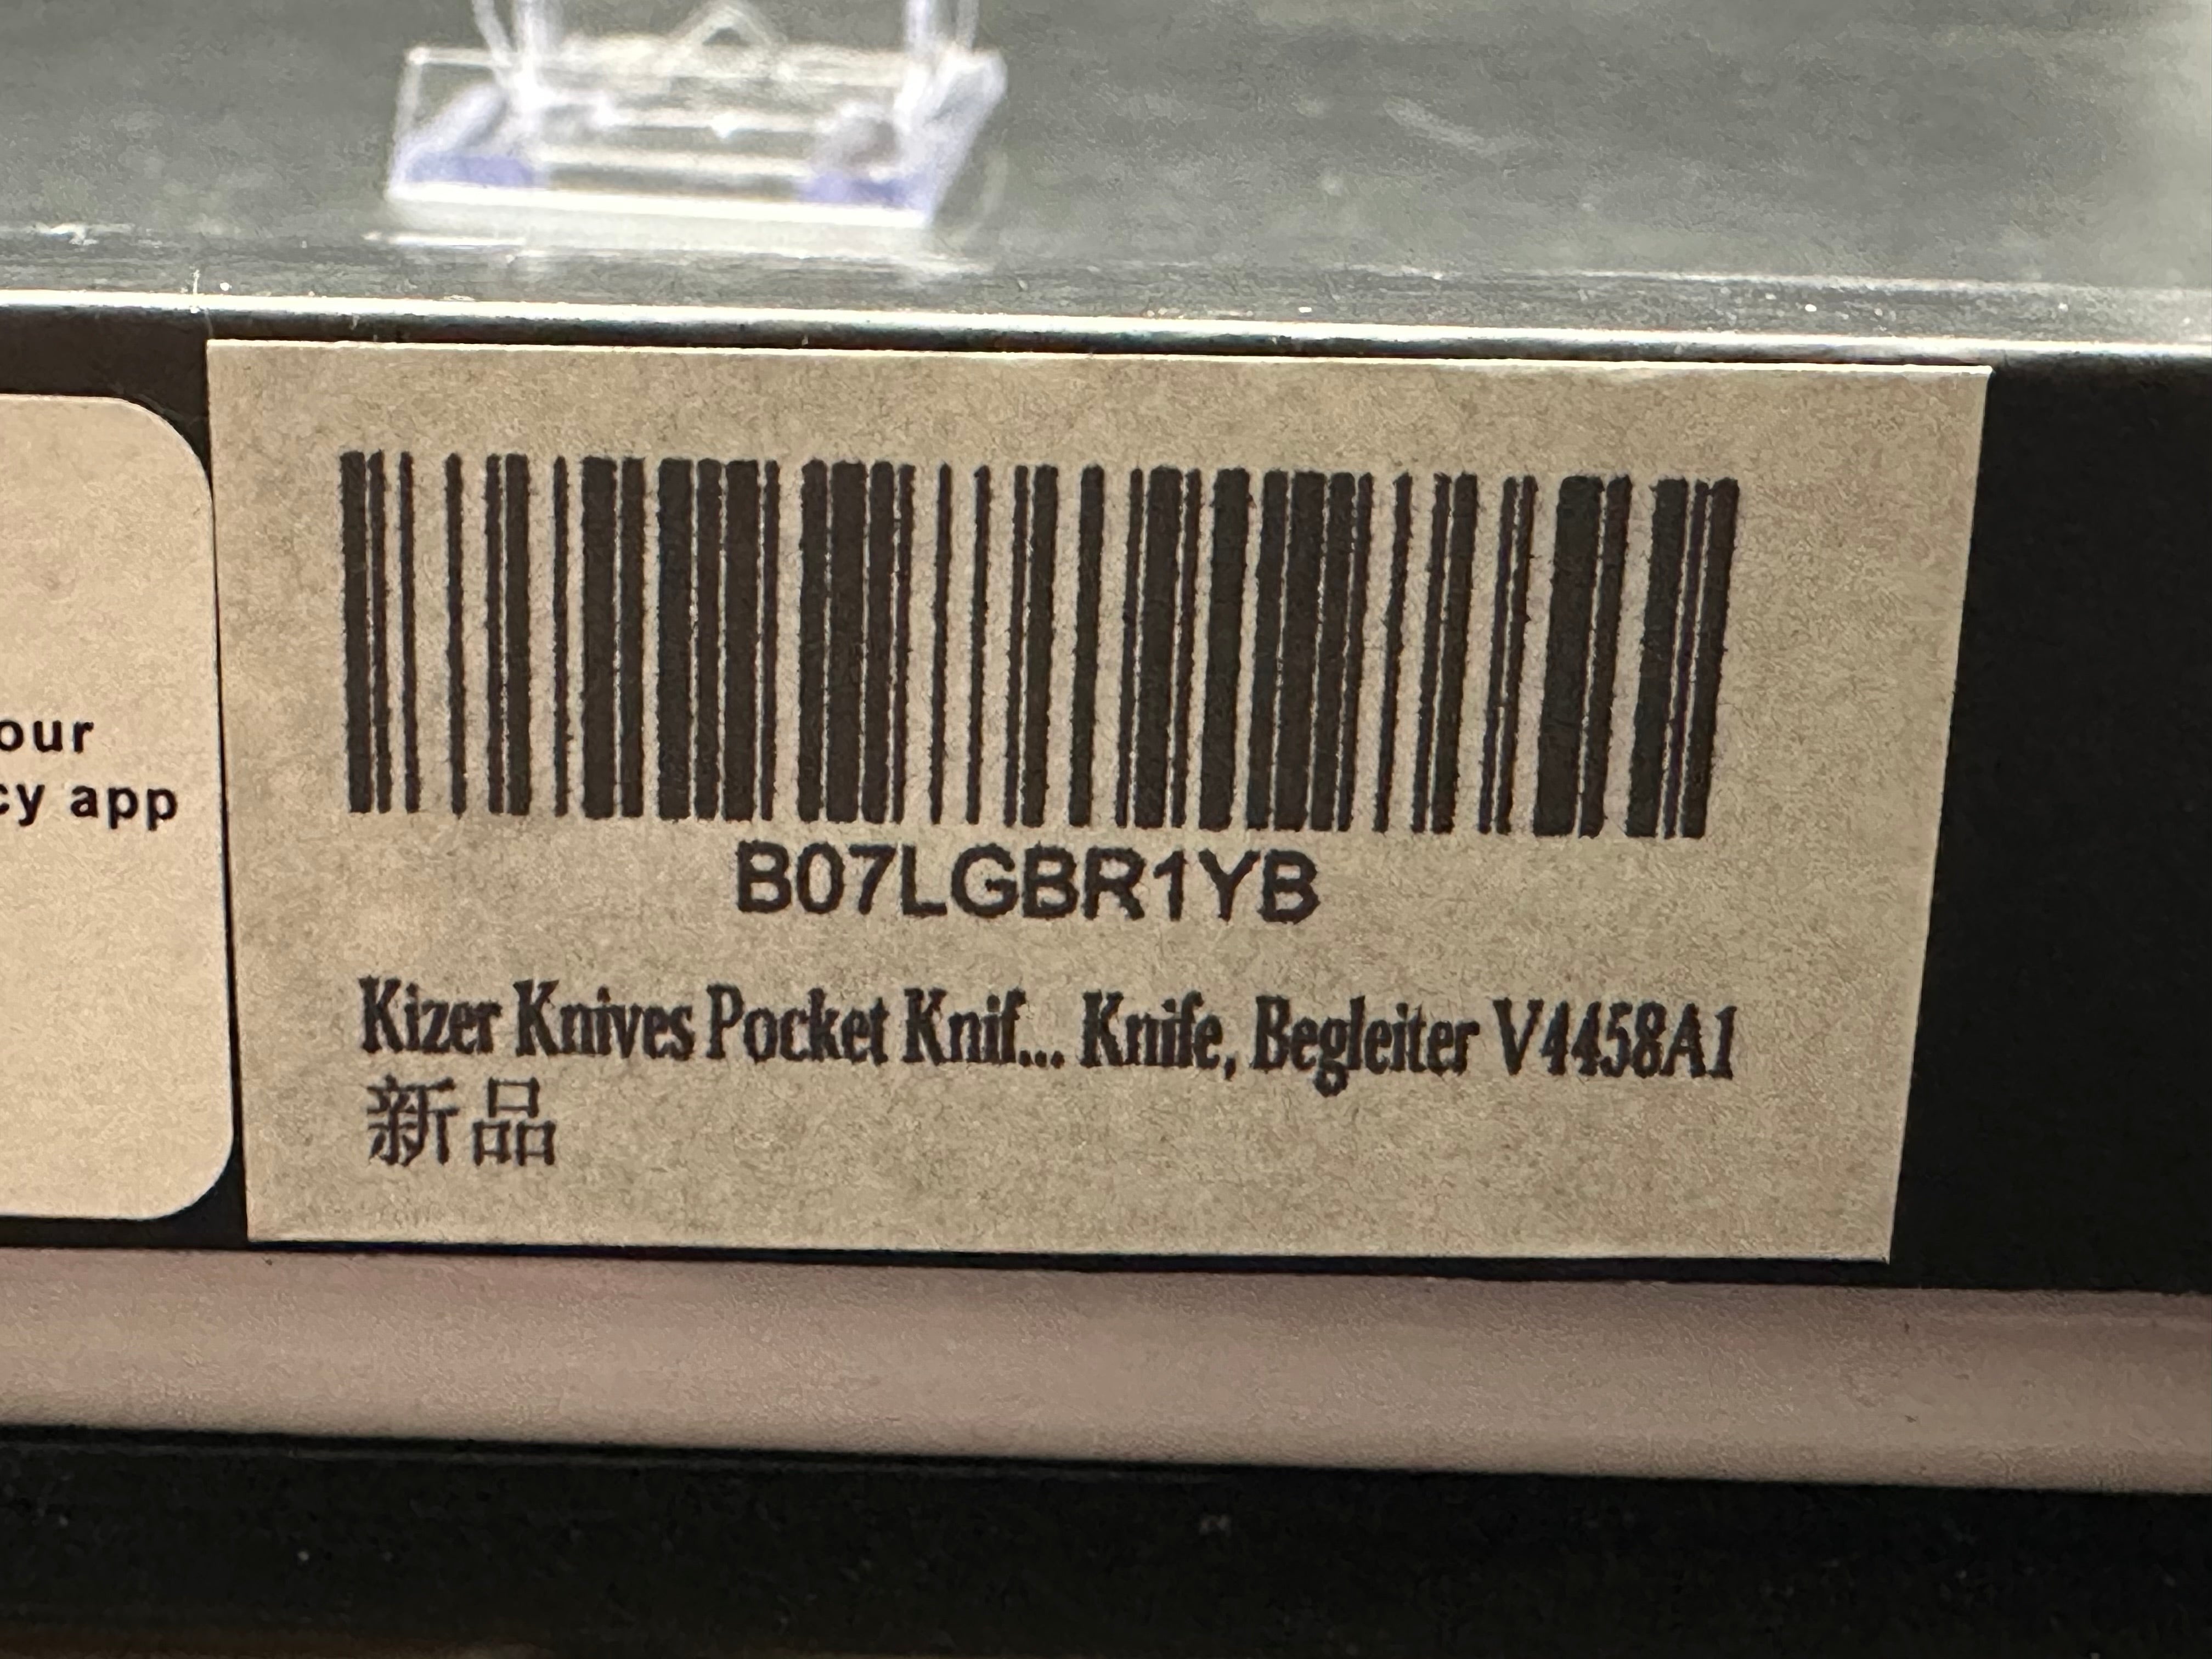 our
cy app
B07LGBR1YB
Kizer Knives Pocket Knif... Knife, Begleiter V4458A1
新品